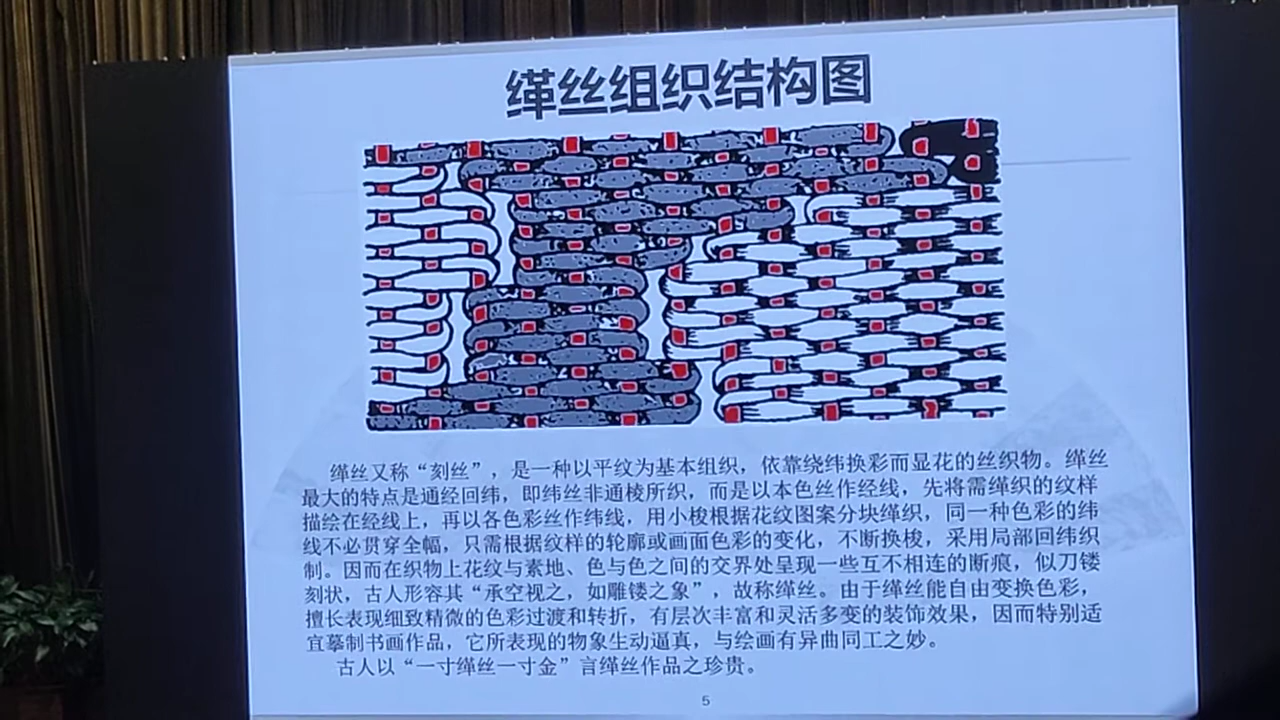 缂丝组织结构图
缂丝又称“刻丝”，是一种以平纹为基本组织，依靠绕纬换彩而显花的丝织物。缂丝
最大的特点是通经回纬，即纬丝非通梭所织，而是以本色丝作经线，先将需缂织的纹样
描绘在经线上，再以各色彩丝作纬线，用小梭根据花纹图案分块缂织，同一种色彩的纬
线不必贯穿全幅，只需根据纹样的轮廓或画面色彩的变化，不断换梭，采用局部回纬织
制。因而在织物上花纹与素地、色与色之间的交界处呈现一些互不相连的断痕，似刀镂
刻状，古人形容其“承空视之，如雕镂之象”，故称缂丝。由于缂丝能自由变换色彩，
擅长表现细致精微的色彩过渡和转折，有层次丰富和灵活多变的装饰效果，因而特别适
宜摹制书画作品，它所表现的物象生动逼真，与绘画有异曲同工之妙。
古人以“一寸缂丝一寸金”言缂丝作品之珍贵。
5